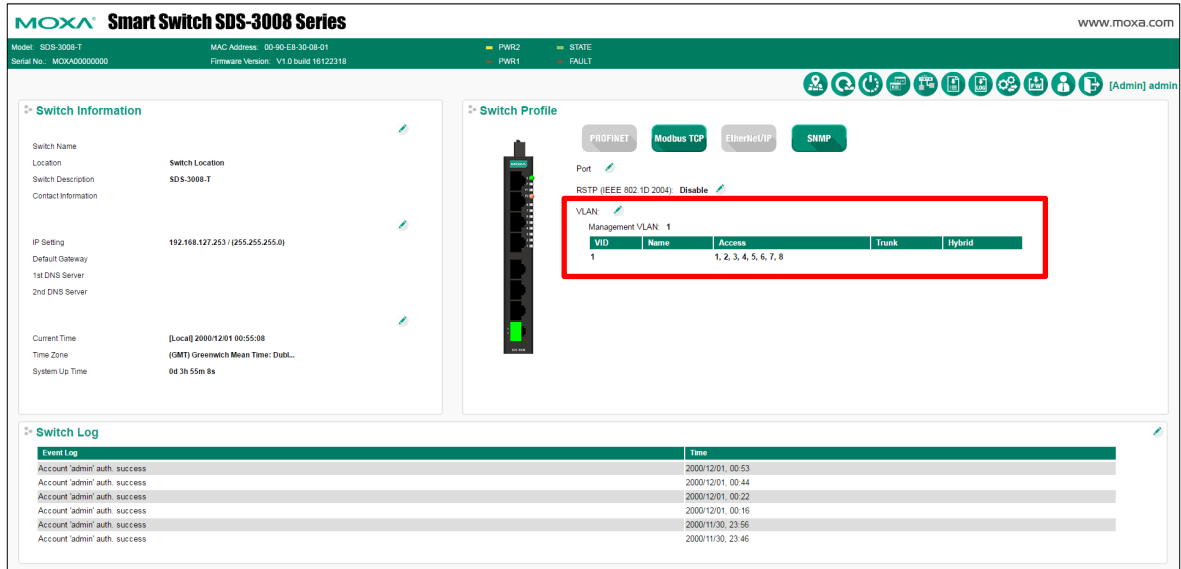 MOXA Smart Switch SDS-3008 Series www.moxa.com
Model: SDS-3008-T MAC Address: 00-90-E8-30-08-01 PWR2 STATE
Serial No.: MOXA00000000 Firmware Version: V1.0 build 16122318 PWR1 FAULT
[Admin] admin
Switch Information
Switch Name
Location Switch Location
Switch Description SDS-3008-T
Contact Information
IP Setting 192.168.127.253 / (255.255.255.0)
Default Gateway
1st DNS Server
2nd DNS Server
Current Time [Local] 2000/12/01 00:55:08
Time Zone (GMT) Greenwich Mean Time: Dubl...
System Up Time 0d 3h 55m 8s
Switch Profile
PROFINET Modbus TCP EtherNet/IP SNMP
Port
RSTP (IEEE 802.1D 2004): Disable
VLAN:
Management VLAN: 1
VID Name Access Trunk Hybrid
1 1, 2, 3, 4, 5, 6, 7, 8
Switch Log
Event Log Time
Account 'admin' auth. success 2000/12/01, 00:53
Account 'admin' auth. success 2000/12/01, 00:44
Account 'admin' auth. success 2000/12/01, 00:22
Account 'admin' auth. success 2000/12/01, 00:16
Account 'admin' auth. success 2000/11/30, 23:56
Account 'admin' auth. success 2000/11/30, 23:46